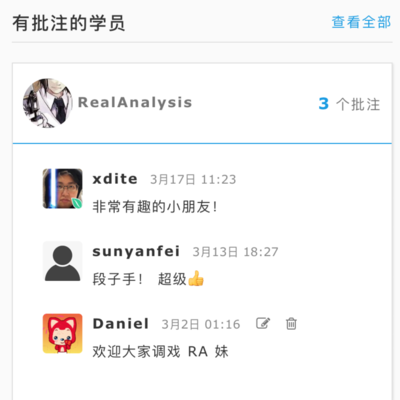 有批注的学员 查看全部
RealAnalysis 3 个批注
xdite 3月17日 11:23
非常有趣的小朋友！
sunyanfei 3月13日 18:27
段子手！ 超级👍
Daniel 3月2日 01:16
欢迎大家调戏 RA 妹